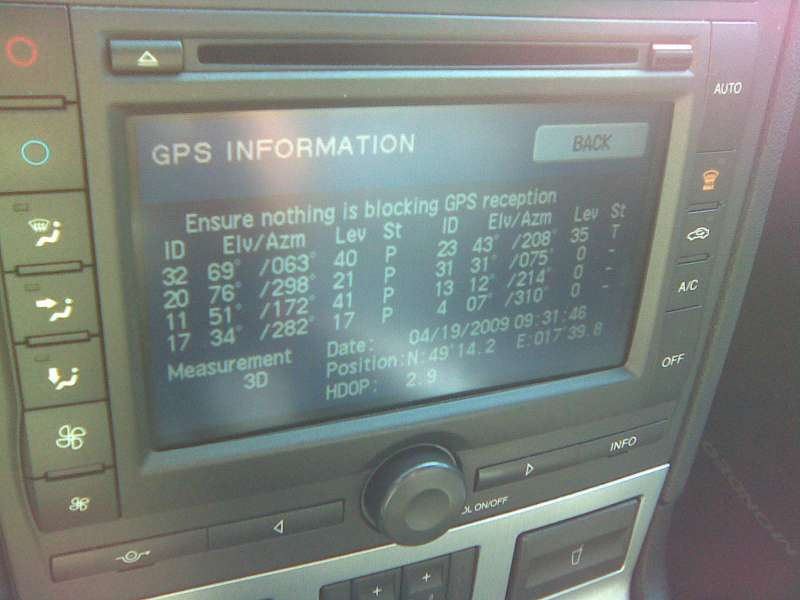 AUTO
GPS INFORMATION BACK
Ensure nothing is blocking GPS reception
ID Elv/Azm Lev St ID Elv/Azm Lev St
32 69° /063° 40 P 23 43° /208° 35 T
20 76° /298° 21 P 31 31° /075° 0 -
11 51° /172° 41 P 13 12° /214° 0 -
17 34° /282° 17 P 4 07° /310° 0
Measurement Date: 04/19/2009 09:31:46
3D Position:N:49°14.2 E:017°39.8
HDOP: 2.9
A/C
OFF
INFO
ON/OFF